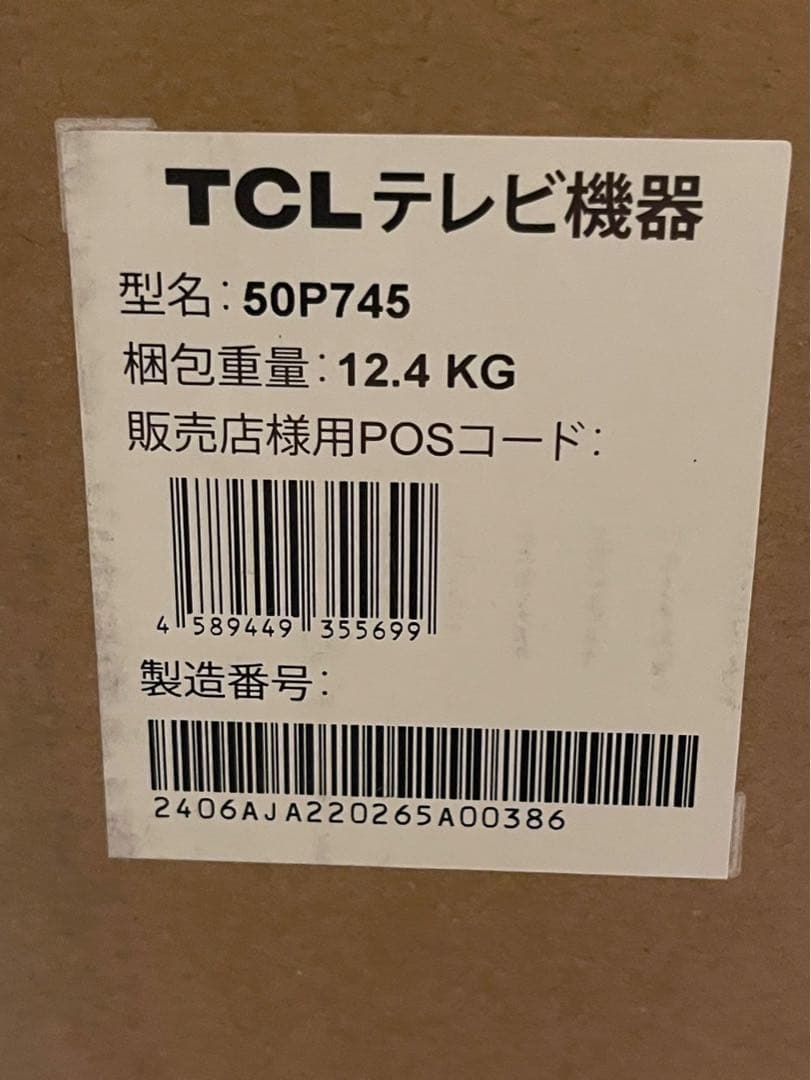 TCLテレビ機器
型名：50P745
梱包重量：12.4 KG
販売店様用POSコード：
4 589449 355699
製造番号：
2406AJA220265A00386